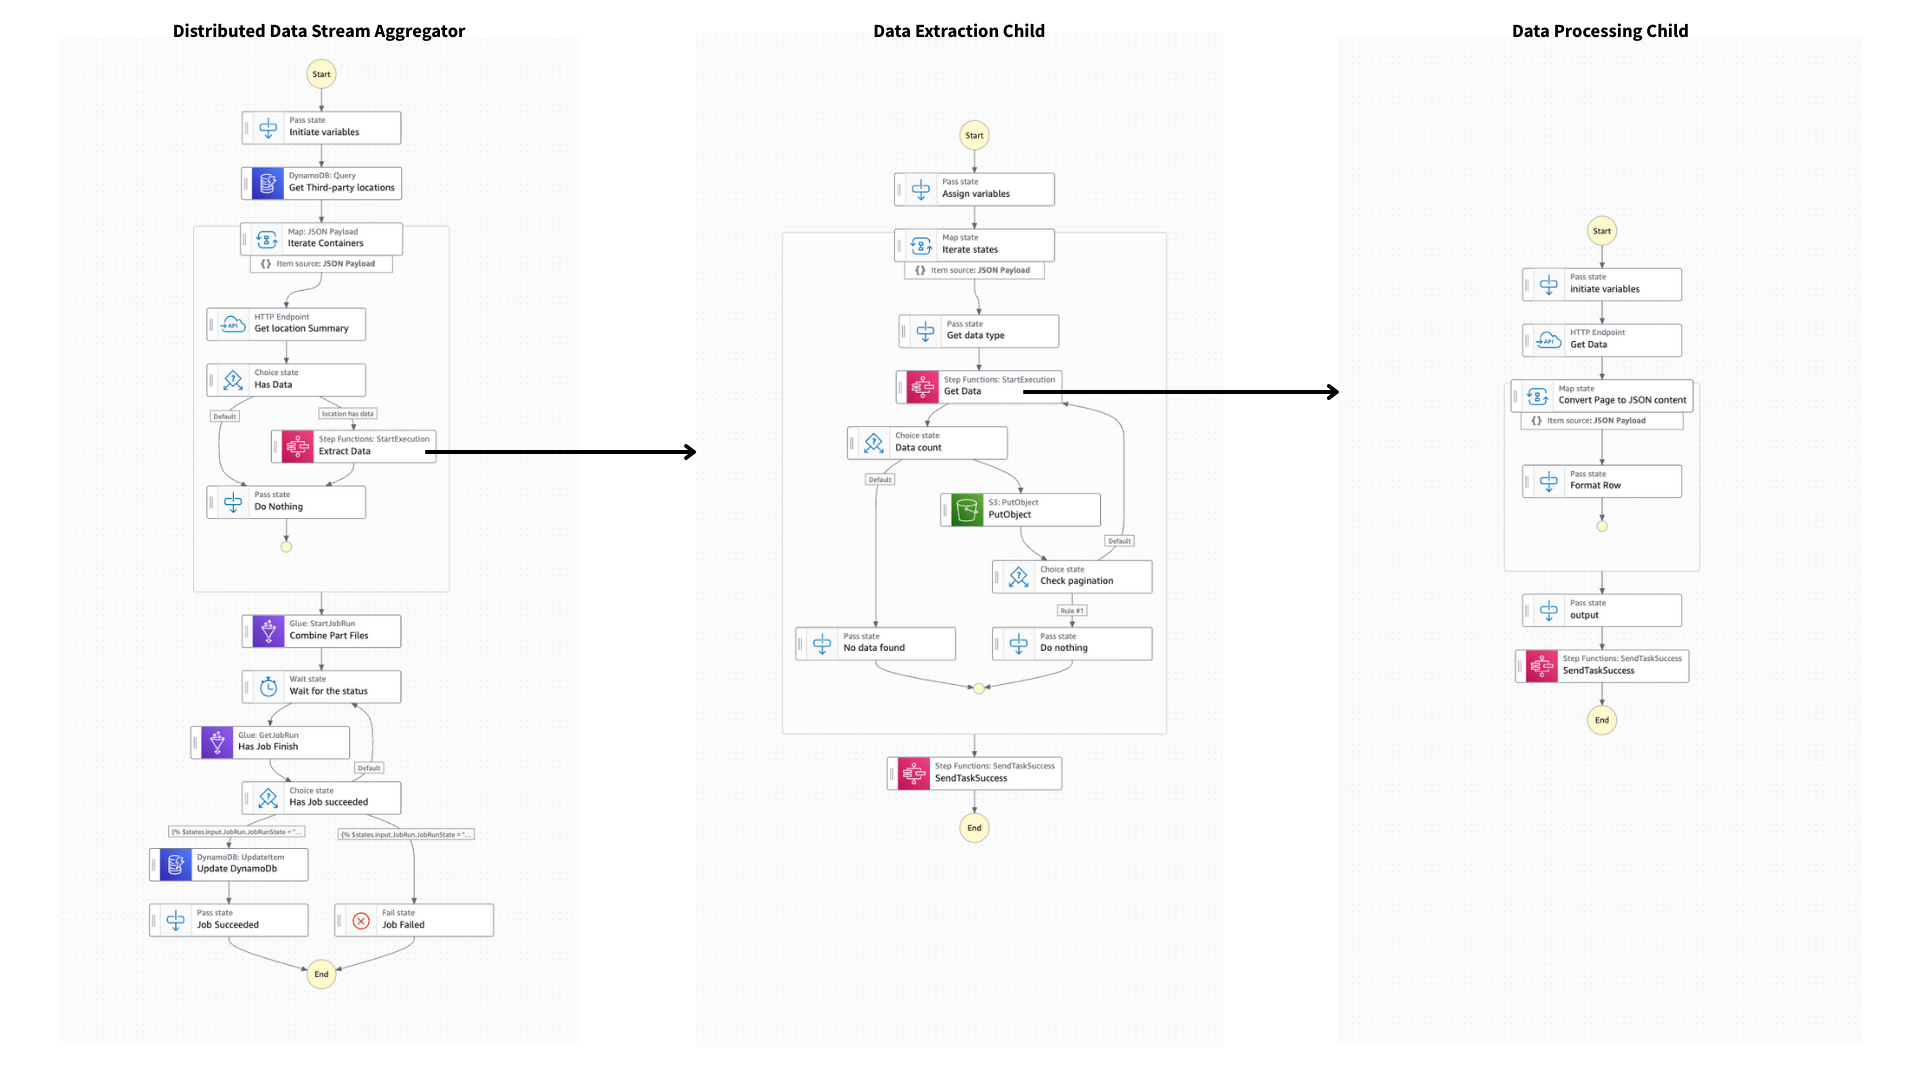 Distributed Data Stream Aggregator
Start
Pass state
Initiate variables
DynamoDB: Query
Get Third-party locations
Map: JSON Payload
Iterate Containers
{} Item source: JSON Payload
HTTP Endpoint
Get location Summary
Choice state
Has Data
Default
location has data
Step Functions: StartExecution
Extract Data
Pass state
Do Nothing
Glue: StartJobRun
Combine Part Files
Wait state
Wait for the status
Glue: GetJobRun
Has Job Finish
Default
Choice state
Has Job succeeded
{% $states.input.JobRun.JobRunState = "...
{% $states.input.JobRun.JobRunState = "...
DynamoDB: UpdateItem
Update DynamoDb
Pass state
Job Succeeded
Fail state
Job Failed
End
Data Extraction Child
Start
Pass state
Assign variables
Map state
Iterate states
{} Item source: JSON Payload
Pass state
Get data type
Step Functions: StartExecution
Get Data
Choice state
Data count
Default
S3: PutObject
PutObject
Default
Choice state
Check pagination
Rule #1
Pass state
No data found
Pass state
Do nothing
Step Functions: SendTaskSuccess
SendTaskSuccess
End
Data Processing Child
Start
Pass state
initiate variables
HTTP Endpoint
API
Get Data
Map state
Convert Page to JSON content
{} Item source: JSON Payload
Pass state
Format Row
Pass state
output
Step Functions: SendTaskSuccess
SendTaskSuccess
End